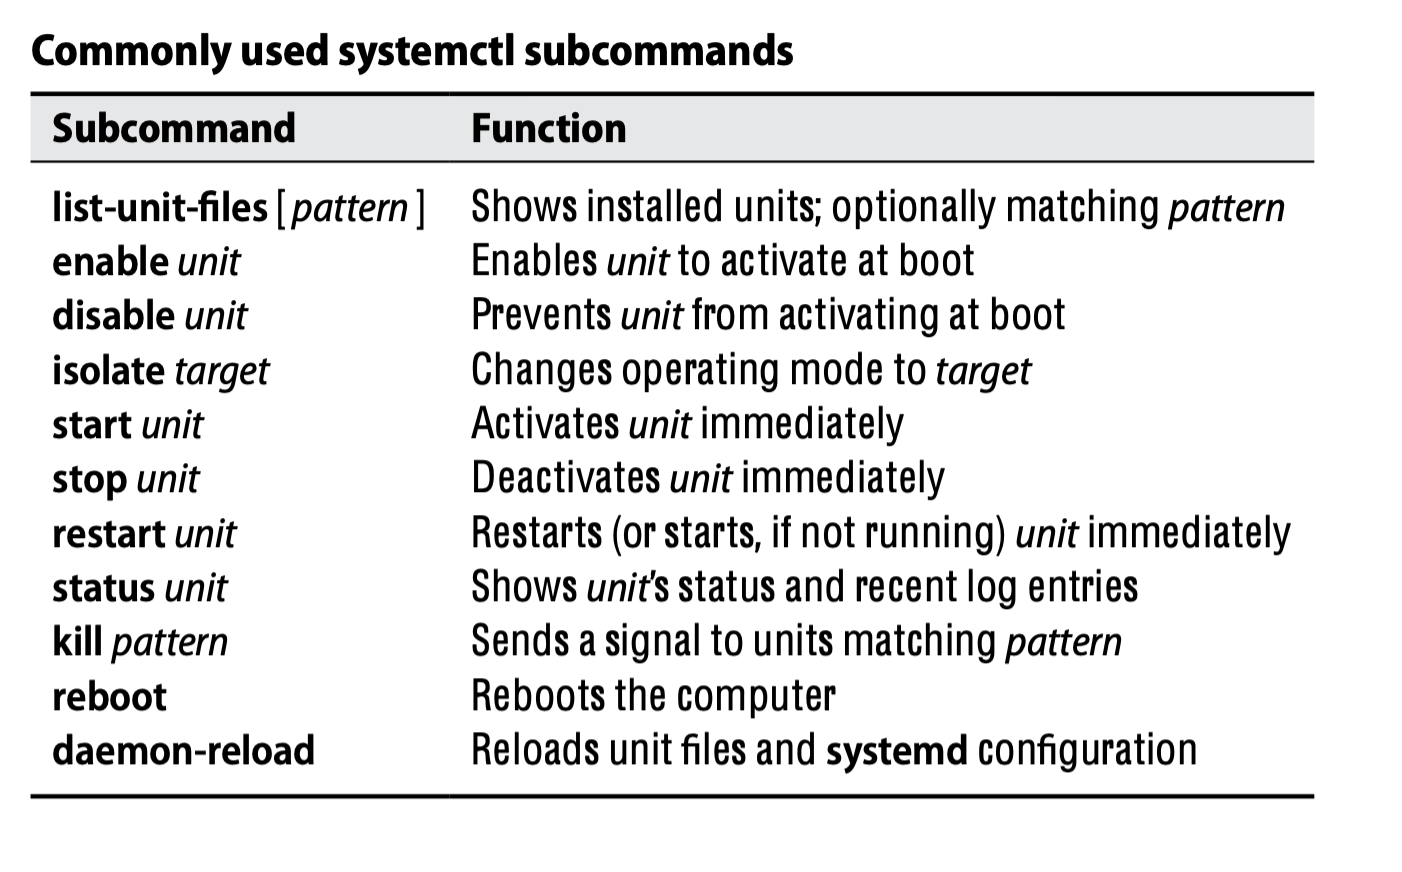 Commonly used systemctl subcommands
Subcommand Function
list-unit-files [pattern] Shows installed units; optionally matching pattern
enable unit Enables unit to activate at boot
disable unit Prevents unit from activating at boot
isolate target Changes operating mode to target
start unit Activates unit immediately
stop unit Deactivates unit immediately
restart unit Restarts (or starts, if not running) unit immediately
status unit Shows unit's status and recent log entries
kill pattern Sends a signal to units matching pattern
reboot Reboots the computer
daemon-reload Reloads unit files and systemd configuration